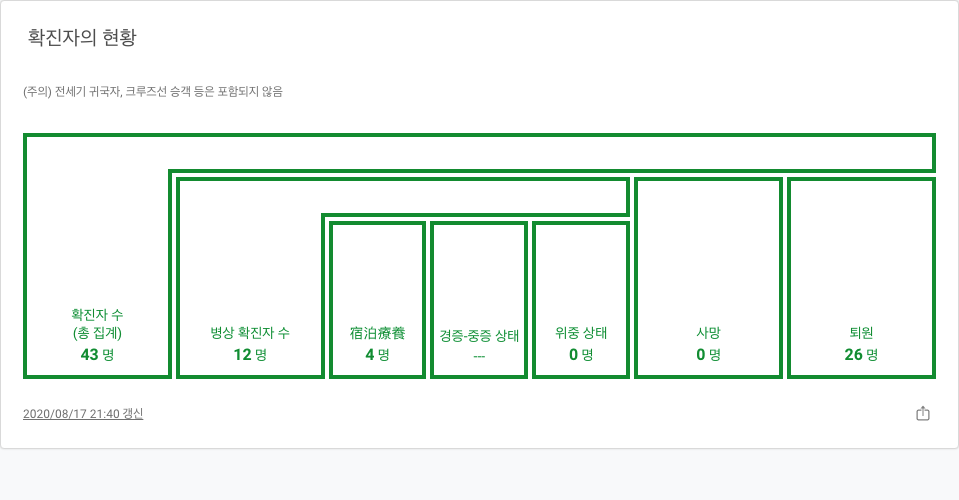 확진자의 현황
(주의) 전세기 귀국자, 크루즈선 승객 등은 포함되지 않음
확진자 수
(총 집계)
43 명
병상 확진자 수
12 명
宿泊療養
4 명
경증-중증 상태
---
위중 상태
0 명
사망
0 명
퇴원
26 명
2020/08/17 21:40 갱신